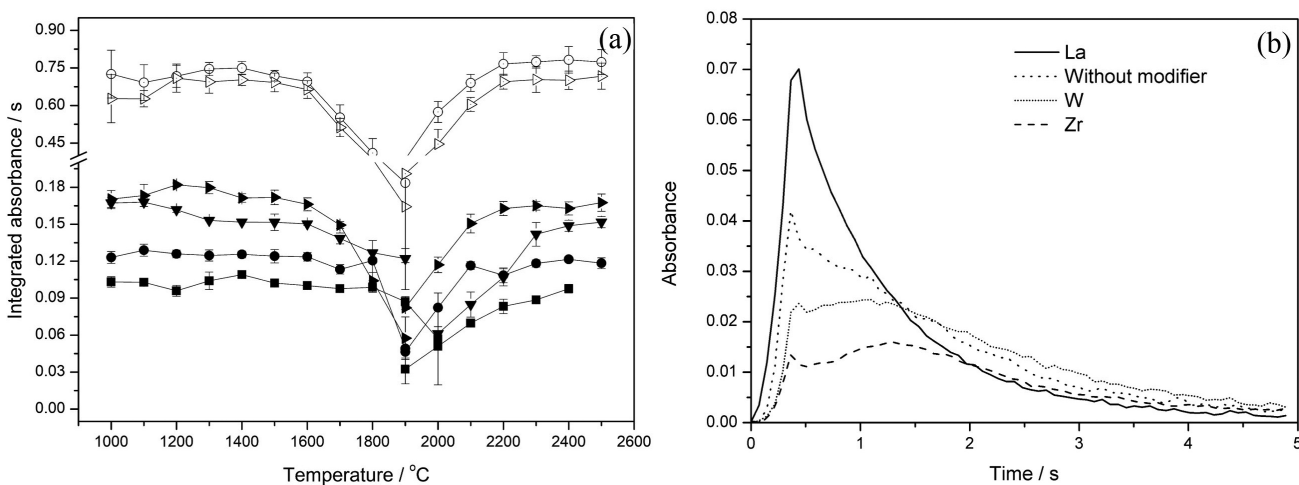 (a)
0.90
0.75
0.60
0.45
0.18
0.15
0.12
0.09
0.06
0.03
0.00
Integrated absorbance / s
1000 1200 1400 1600 1800 2000 2200 2400 2600
Temperature / °C
(b)
0.08
0.07
0.06
0.05
0.04
0.03
0.02
0.01
0.00
Absorbance
La
Without modifier
W
Zr
0 1 2 3 4 5
Time / s